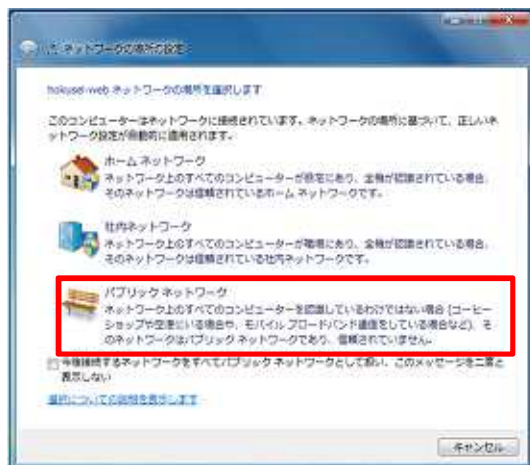 ネットワークの場所の設定
hokusei-web ネットワークの場所を選択します
このコンピューターはネットワークに接続されています。ネットワークの場所に基づいて、正しいネ
ットワーク設定が自動的に適用されます。
ホーム ネットワーク
ネットワーク上のすべてのコンピューターが自宅にあり、全機が認識されている場合、
そのネットワークは信頼されているホーム ネットワークです。
社内ネットワーク
ネットワーク上のすべてのコンピューターが職場にあり、全機が認識されている場合、
そのネットワークは信頼されている社内ネットワークです。
パブリック ネットワーク
ネットワーク上のすべてのコンピューターを認識しているわけではない場合 (コーヒー
ショップや空港にいる場合や、モバイル ブロードバンド通信をしている場合など)、そ
のネットワークはパブリック ネットワークであり、信頼されていません。
今後接続するネットワークをすべてパブリック ネットワークとして扱い、このメッセージを二度と
表示しない
選択についての説明を表示します
キャンセル